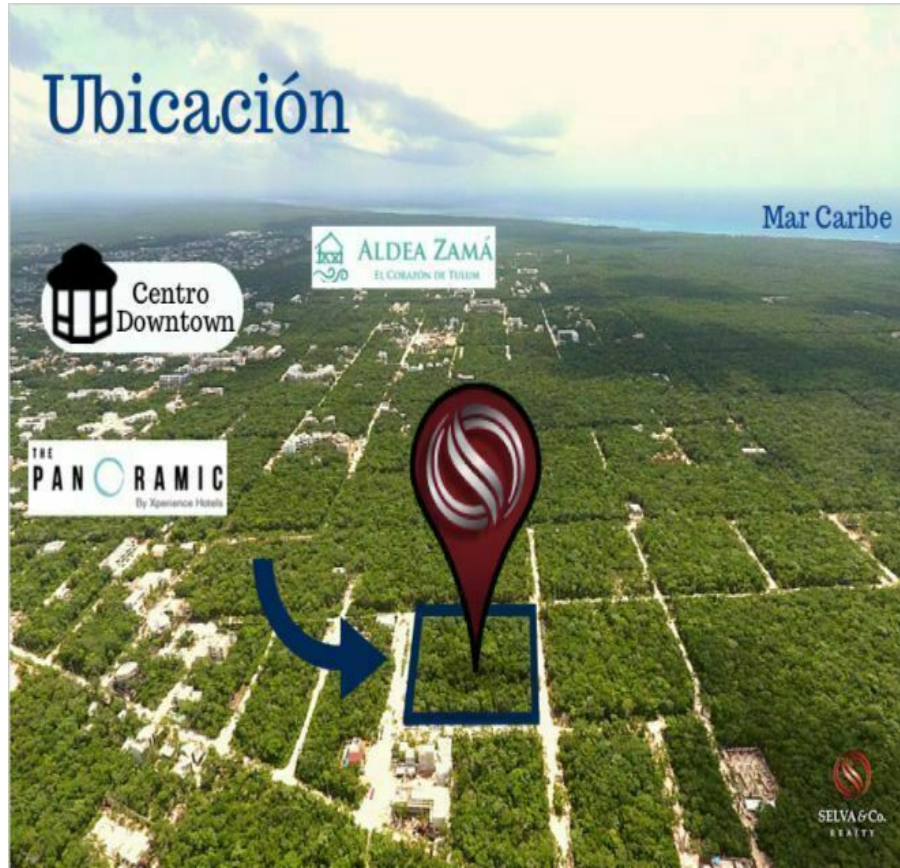 Ubicación
Mar Caribe
ALDEA ZAMÁ
EL CORAZÓN DE TULUM
Centro
Downtown
THE
PANORAMIC
By Xperience Hotels
SELVA & Co.
REALTY